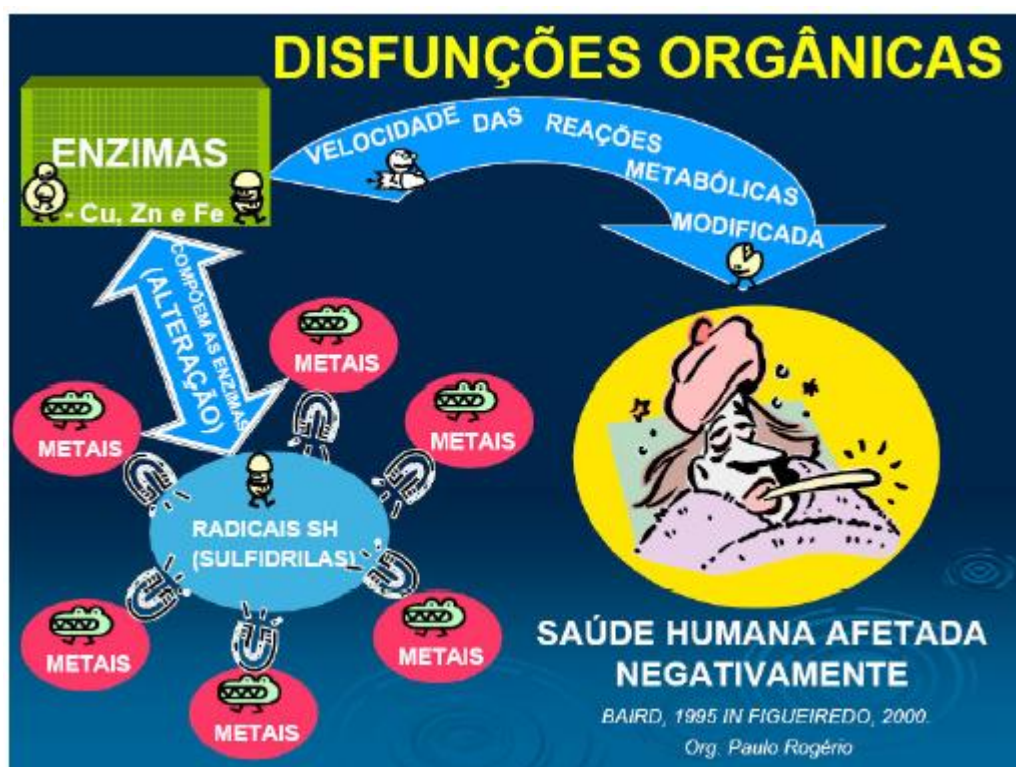 DISFUNÇÕES ORGÂNICAS
ENZIMAS
- Cu, Zn e Fe
VELOCIDADE DAS REAÇÕES
METABÓLICAS
MODIFICADA
COMPÕEM AS ENZIMAS
(ALTERAÇÃO)
METAIS
METAIS
METAIS
RADICAIS SH
(SULFIDRILAS)
METAIS
METAIS
METAIS
SAÚDE HUMANA AFETADA
NEGATIVAMENTE
BAIRD, 1995 IN FIGUEIREDO, 2000.
Org. Paulo Rogério